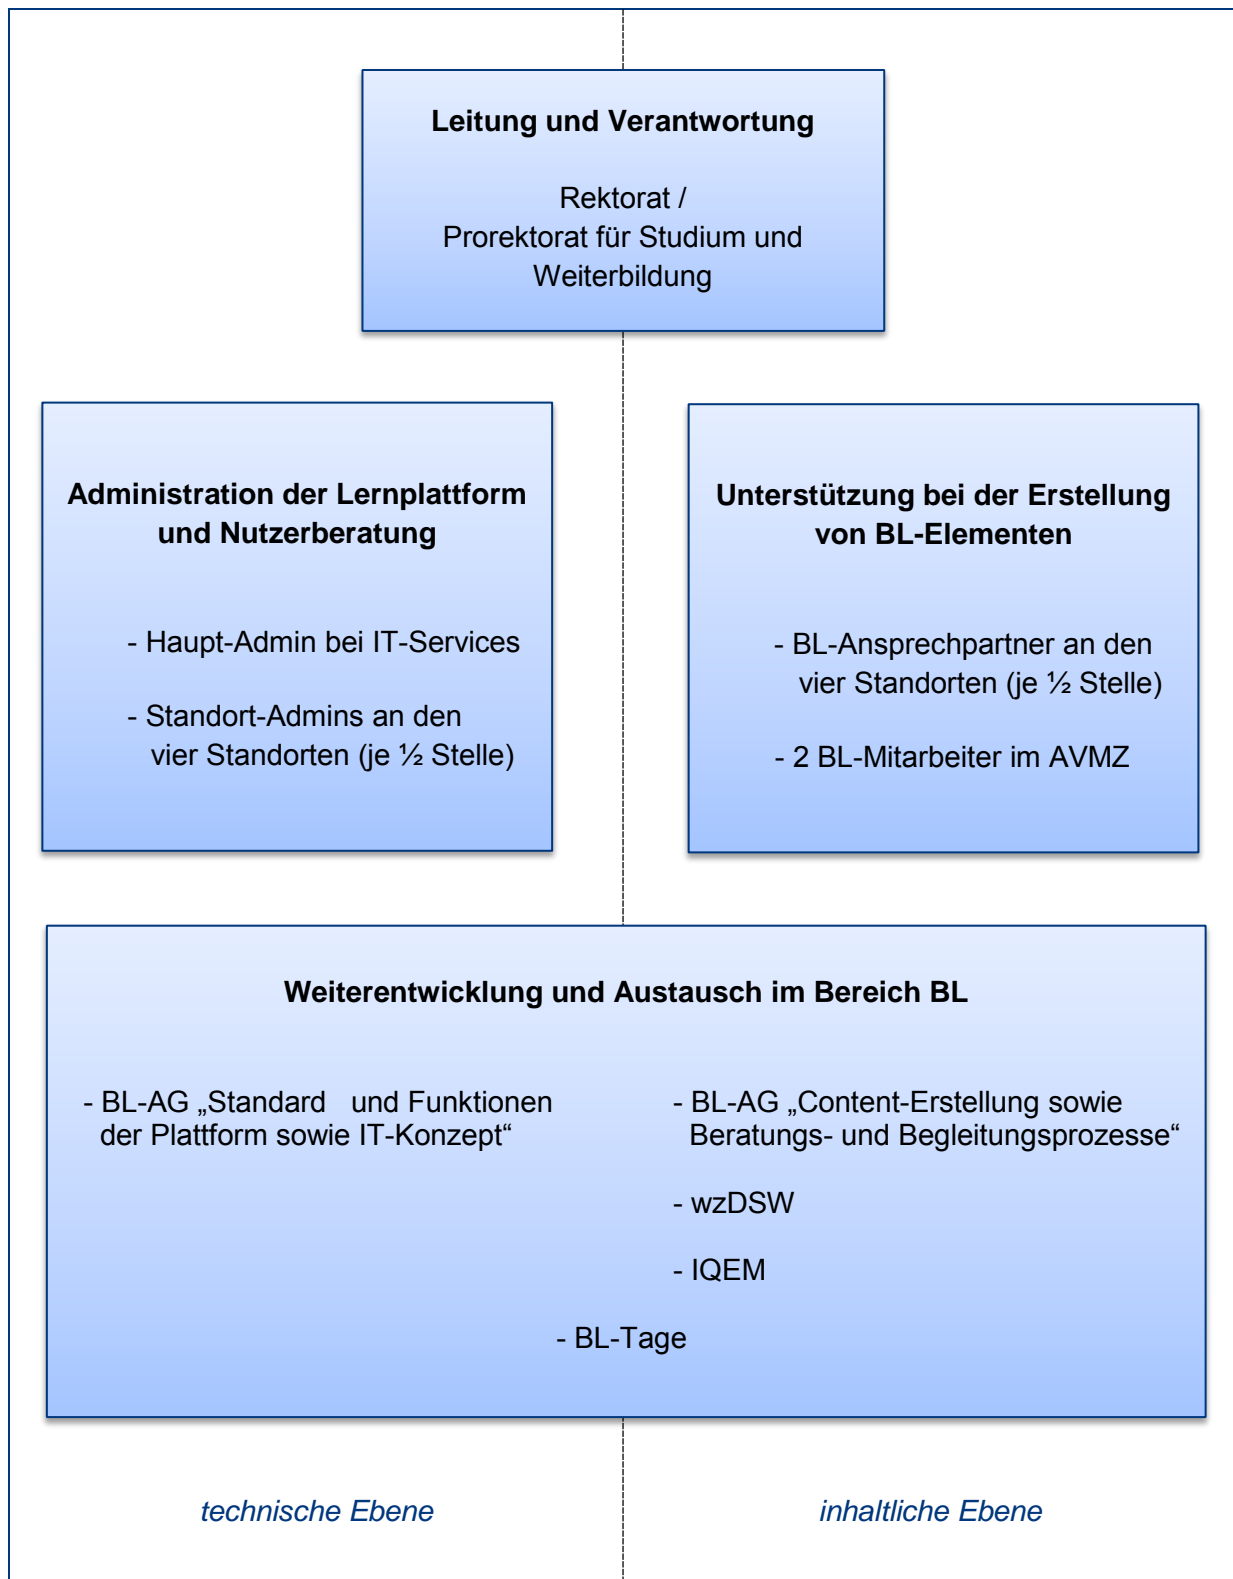 Leitung und Verantwortung
Rektorat /
Prorektorat für Studium und
Weiterbildung
Administration der Lernplattform
und Nutzerberatung
- Haupt-Admin bei IT-Services
- Standort-Admins an den
vier Standorten (je ½ Stelle)
Unterstützung bei der Erstellung
von BL-Elementen
- BL-Ansprechpartner an den
vier Standorten (je ½ Stelle)
- 2 BL-Mitarbeiter im AVMZ
Weiterentwicklung und Austausch im Bereich BL
- BL-AG „Standard und Funktionen
der Plattform sowie IT-Konzept“
- BL-AG „Content-Erstellung sowie
Beratungs- und Begleitungsprozesse“
- wzDSW
- IQEM
- BL-Tage
technische Ebene
inhaltliche Ebene